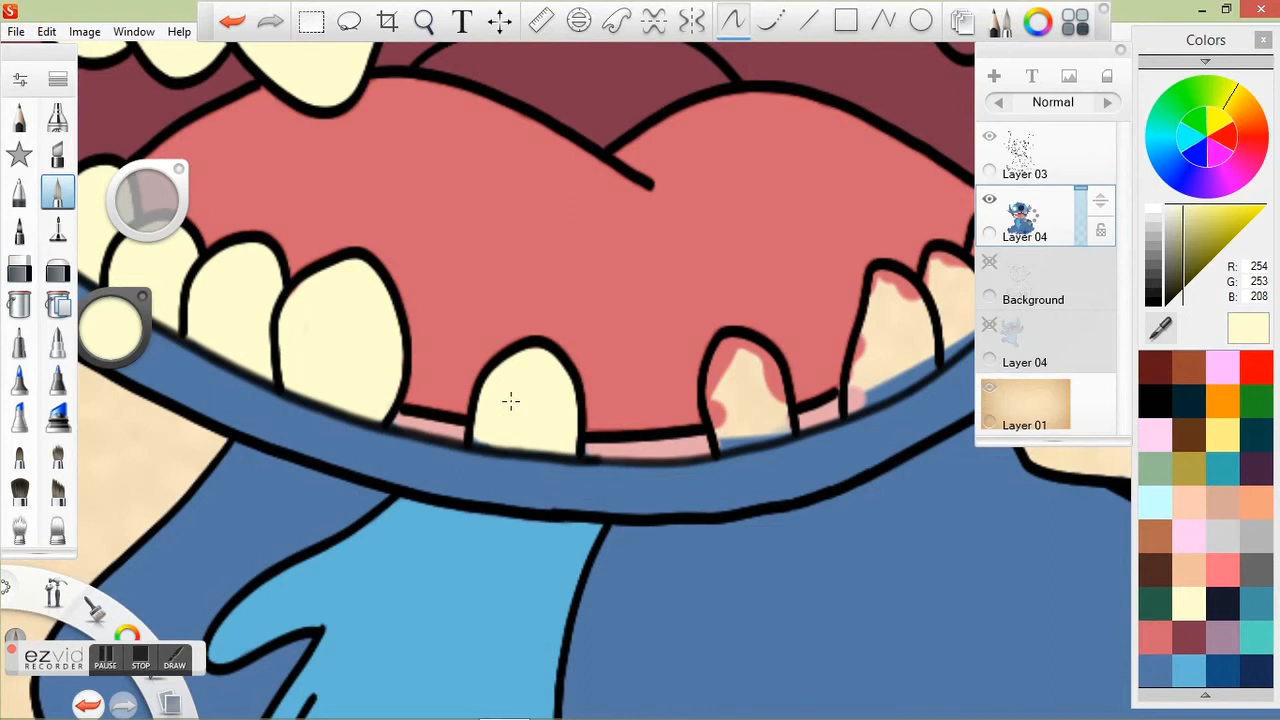 File Edit Image Window Help
T
Colors
T
Normal
Layer 03
Layer 04
Background
Layer 04
Layer 01
R: 254
G: 253
B: 208
ezvid
RECORDER
PAUSE STOP DRAW